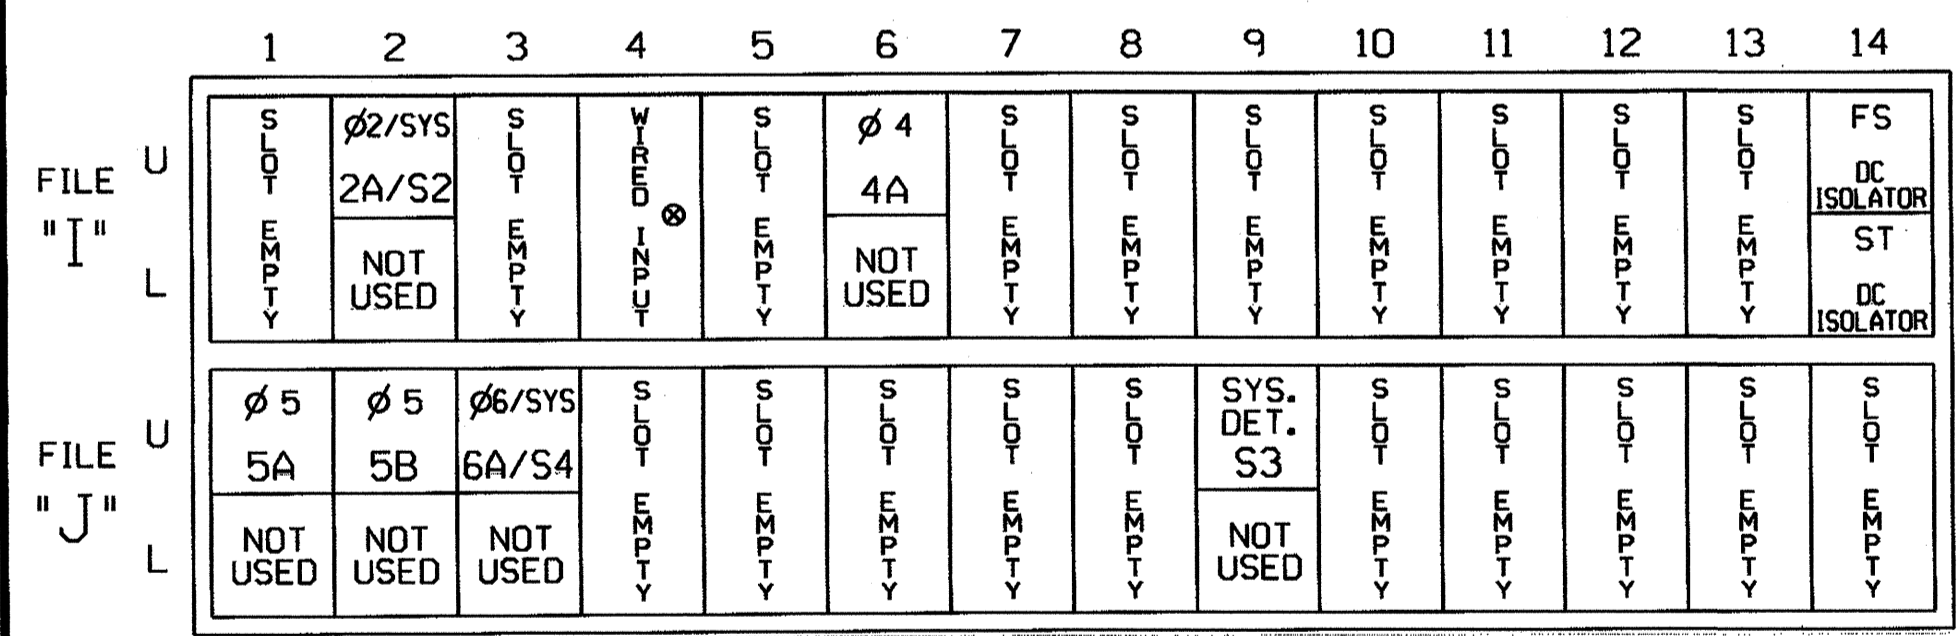 1 2 3 4 5 6 7 8 9 10 11 12 13 14
FILE "I"
U
L
SLOT EMPTY
Ø2/SYS
2A/S2
NOT USED
SLOT EMPTY
WIRED INPUT ⊗
SLOT EMPTY
Ø 4
4A
NOT USED
SLOT EMPTY
SLOT EMPTY
SLOT EMPTY
SLOT EMPTY
SLOT EMPTY
SLOT EMPTY
SLOT EMPTY
FS
DC ISOLATOR
ST
DC ISOLATOR
FILE "J"
U
L
Ø 5
5A
NOT USED
Ø 5
5B
NOT USED
Ø6/SYS
6A/S4
NOT USED
SLOT EMPTY
SLOT EMPTY
SLOT EMPTY
SLOT EMPTY
SLOT EMPTY
SYS.
DET.
S3
NOT USED
SLOT EMPTY
SLOT EMPTY
SLOT EMPTY
SLOT EMPTY
SLOT EMPTY